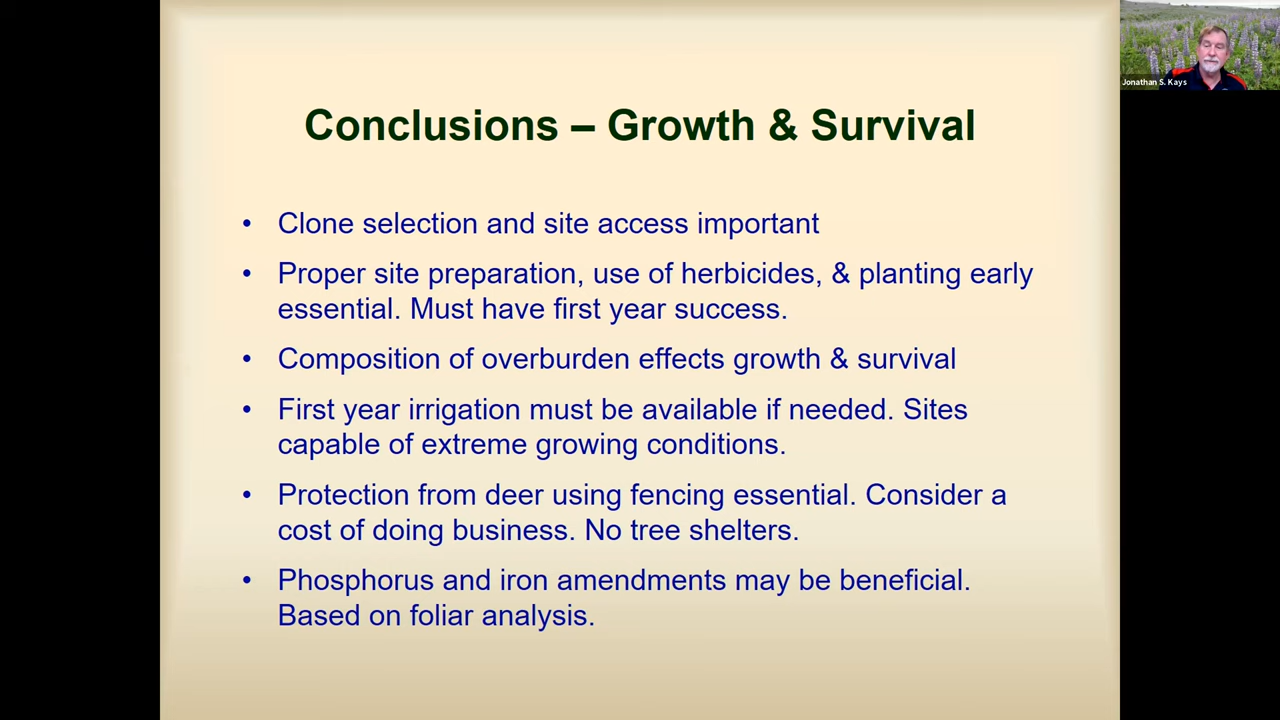 Jonathan S. Kays
Conclusions – Growth & Survival
• Clone selection and site access important
• Proper site preparation, use of herbicides, & planting early
essential. Must have first year success.
• Composition of overburden effects growth & survival
• First year irrigation must be available if needed. Sites
capable of extreme growing conditions.
• Protection from deer using fencing essential. Consider a
cost of doing business. No tree shelters.
• Phosphorus and iron amendments may be beneficial.
Based on foliar analysis.